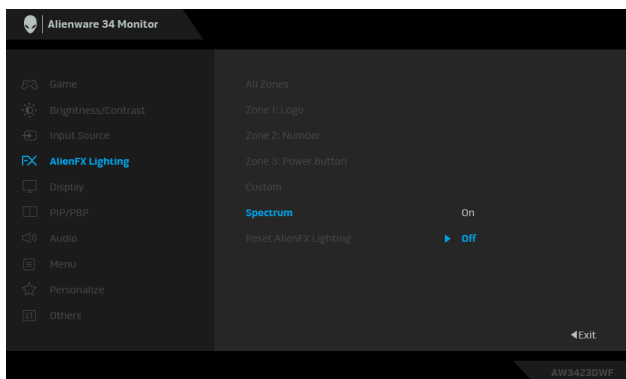 Alienware 34 Monitor
Game
All Zones
Brightness/Contrast
Zone 1: Logo
Input Source
Zone 2: Number
FX AlienFX Lighting
Zone 3: Power Button
Display
Custom
PIP/PBP
Spectrum On
Audio
Reset AlienFX Lighting Off
Menu
Personalize
Others
Exit
AW3423DWF